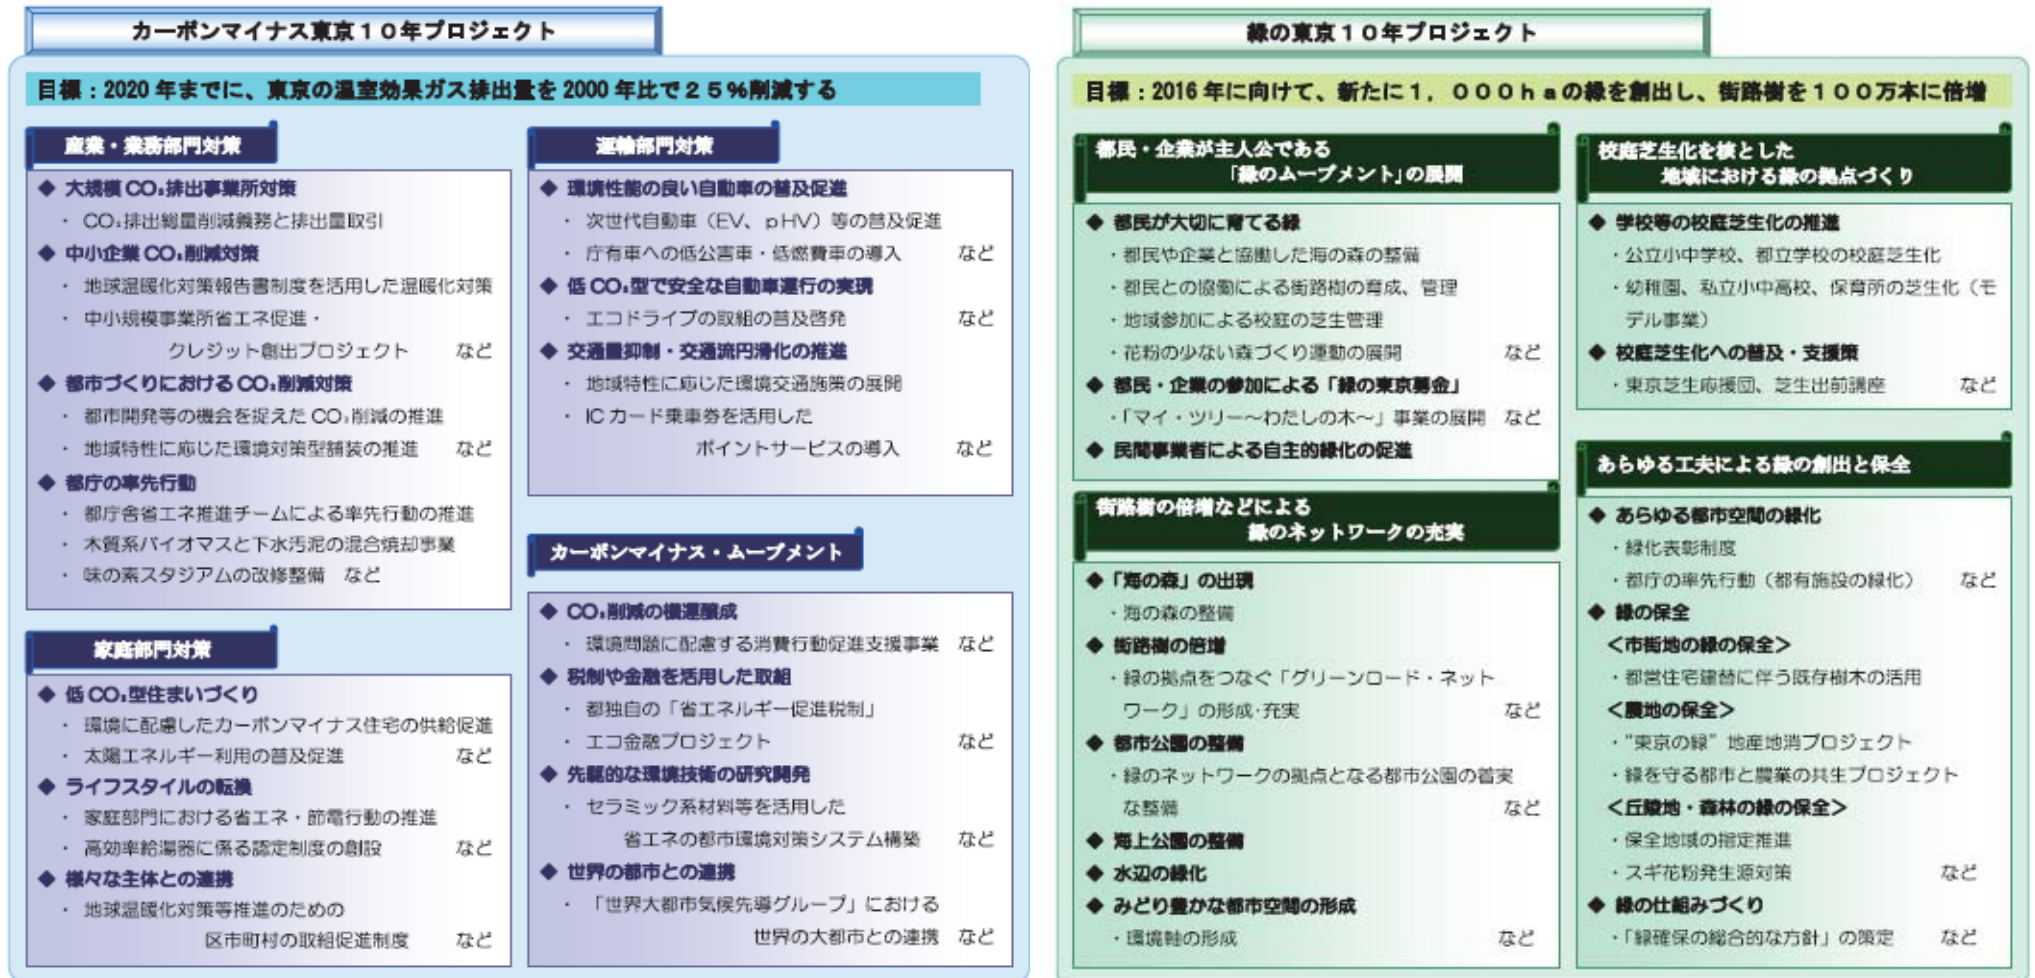 カーボンマイナス東京10年プロジェクト
目標:2020年までに、東京の温室効果ガス排出量を2000年比で25%削減する
産業・業務部門対策
◆ 大規模CO₂排出事業所対策
・ CO₂排出総量削減義務と排出量取引
◆ 中小企業CO₂削減対策
・ 地球温暖化対策報告書制度を活用した温暖化対策
・ 中小規模事業所省エネ促進・
クレジット創出プロジェクト など
◆ 都市づくりにおけるCO₂削減対策
・ 都市開発等の機会を捉えたCO₂削減の推進
・ 地域特性に応じた環境対策型舗装の推進 など
◆ 都庁の率先行動
・ 都庁舎省エネ推進チームによる率先行動の推進
・ 木質系バイオマスと下水汚泥の混合焼却事業
・ 味の素スタジアムの改修整備 など
家庭部門対策
◆ 低CO₂型住まいづくり
・ 環境に配慮したカーボンマイナス住宅の供給促進
・ 太陽エネルギー利用の普及促進 など
◆ ライフスタイルの転換
・ 家庭部門における省エネ・節電行動の推進
・ 高効率給湯器に係る認定制度の創設 など
◆ 様々な主体との連携
・ 地球温暖化対策等推進のための
区市町村の取組促進制度 など
運輸部門対策
◆ 環境性能の良い自動車の普及促進
・ 次世代自動車(EV、pHV)等の普及促進
・ 庁有車への低公害車・低燃費車の導入 など
◆ 低CO₂型で安全な自動車運行の実現
・ エコドライブの取組の普及啓発 など
◆ 交通量抑制・交通流円滑化の推進
・ 地域特性に応じた環境交通施策の展開
・ ICカード乗車券を活用した
ポイントサービスの導入 など
カーボンマイナス・ムーブメント
◆ CO₂削減の機運醸成
・ 環境問題に配慮する消費行動促進支援事業 など
◆ 税制や金融を活用した取組
・ 都独自の「省エネルギー促進税制」
・ エコ金融プロジェクト など
◆ 先駆的な環境技術の研究開発
・ セラミック系材料等を活用した
省エネの都市環境対策システム構築 など
◆ 世界の都市との連携
・ 「世界大都市気候先導グループ」における
世界の大都市との連携 など
緑の東京10年プロジェクト
目標:2016年に向けて、新たに1,000haの緑を創出し、街路樹を100万本に倍増
都民・企業が主人公である
「緑のムーブメント」の展開
◆ 都民が大切に育てる緑
・都民や企業と協働した海の森の整備
・都民との協働による街路樹の育成、管理
・地域参加による校庭の芝生管理
・花粉の少ない森づくり運動の展開 など
◆ 都民・企業の参加による「緑の東京募金」
・「マイ・ツリー~わたしの木~」事業の展開 など
◆ 民間事業者による自主的緑化の促進
街路樹の倍増などによる
緑のネットワークの充実
◆ 「海の森」の出現
・海の森の整備
◆ 街路樹の倍増
・緑の拠点をつなぐ「グリーンロード・ネット
ワーク」の形成・充実 など
◆ 都市公園の整備
・緑のネットワークの拠点となる都市公園の着実
な整備 など
◆ 海上公園の整備
◆ 水辺の緑化
◆ みどり豊かな都市空間の形成
・環境軸の形成 など
校庭芝生化を核とした
地域における緑の拠点づくり
◆ 学校等の校庭芝生化の推進
・公立小中学校、都立学校の校庭芝生化
・幼稚園、私立小中高校、保育所の芝生化(モ
デル事業)
◆ 校庭芝生化への普及・支援策
・東京芝生応援団、芝生出前講座 など
あらゆる工夫による緑の創出と保全
◆ あらゆる都市空間の緑化
・緑化表彰制度
・都庁の率先行動(都有施設の緑化) など
◆ 緑の保全
<市街地の緑の保全>
・都営住宅建替に伴う既存樹木の活用
<農地の保全>
・“東京の緑”地産地消プロジェクト
・緑を守る都市と農業の共生プロジェクト
<丘陵地・森林の緑の保全>
・保全地域の指定推進
・スギ花粉発生源対策 など
◆ 緑の仕組みづくり
・「緑確保の総合的な方針」の策定 など